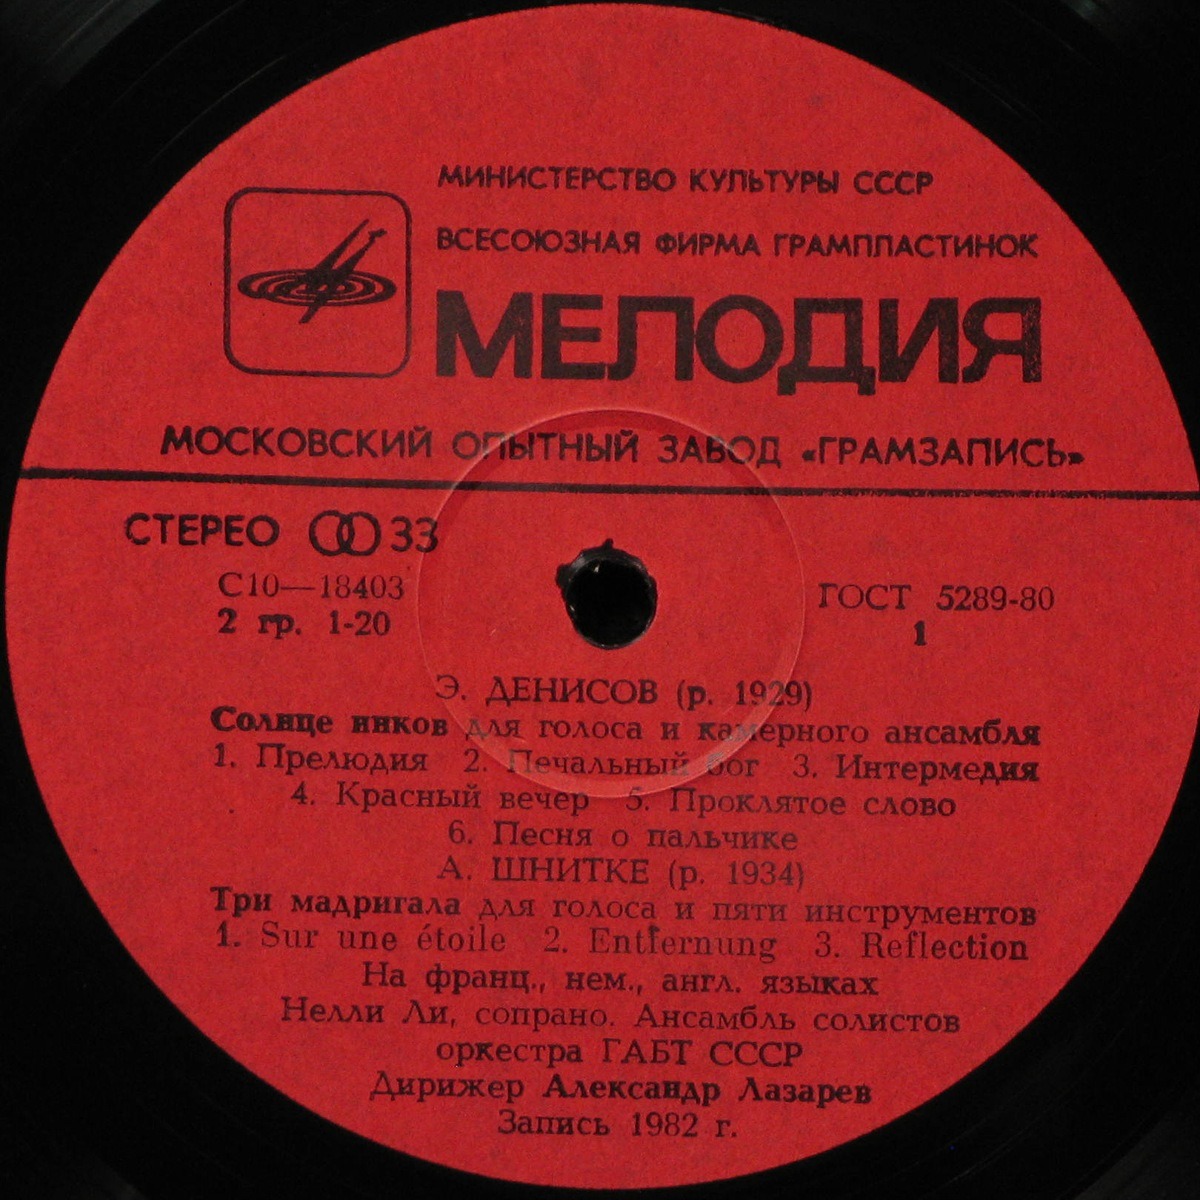 МИНИСТЕРСТВО КУЛЬТУРЫ СССР
ВСЕСОЮЗНАЯ ФИРМА ГРАМПЛАСТИНОК
МЕЛОДИЯ
МОСКОВСКИЙ ОПЫТНЫЙ ЗАВОД «ГРАМЗАПИСЬ»
СТЕРЕО 33
С10—18403
2 гр. 1-20
ГОСТ 5289-80
1
Э. ДЕНИСОВ (р. 1929)
Солнце инков для голоса и камерного ансамбля
1. Прелюдия 2. Печальный бог 3. Интермедия
4. Красный вечер 5. Проклятое слово
6. Песня о пальчике
А. ШНИТКЕ (р. 1934)
Три мадригала для голоса и пяти инструментов
1. Sur une étoile 2. Entfernung 3. Reflection
На франц., нем., англ. языках
Нелли Ли, сопрано. Ансамбль солистов
оркестра ГАБТ СССР
Дирижер Александр Лазарев
Запись 1982 г.